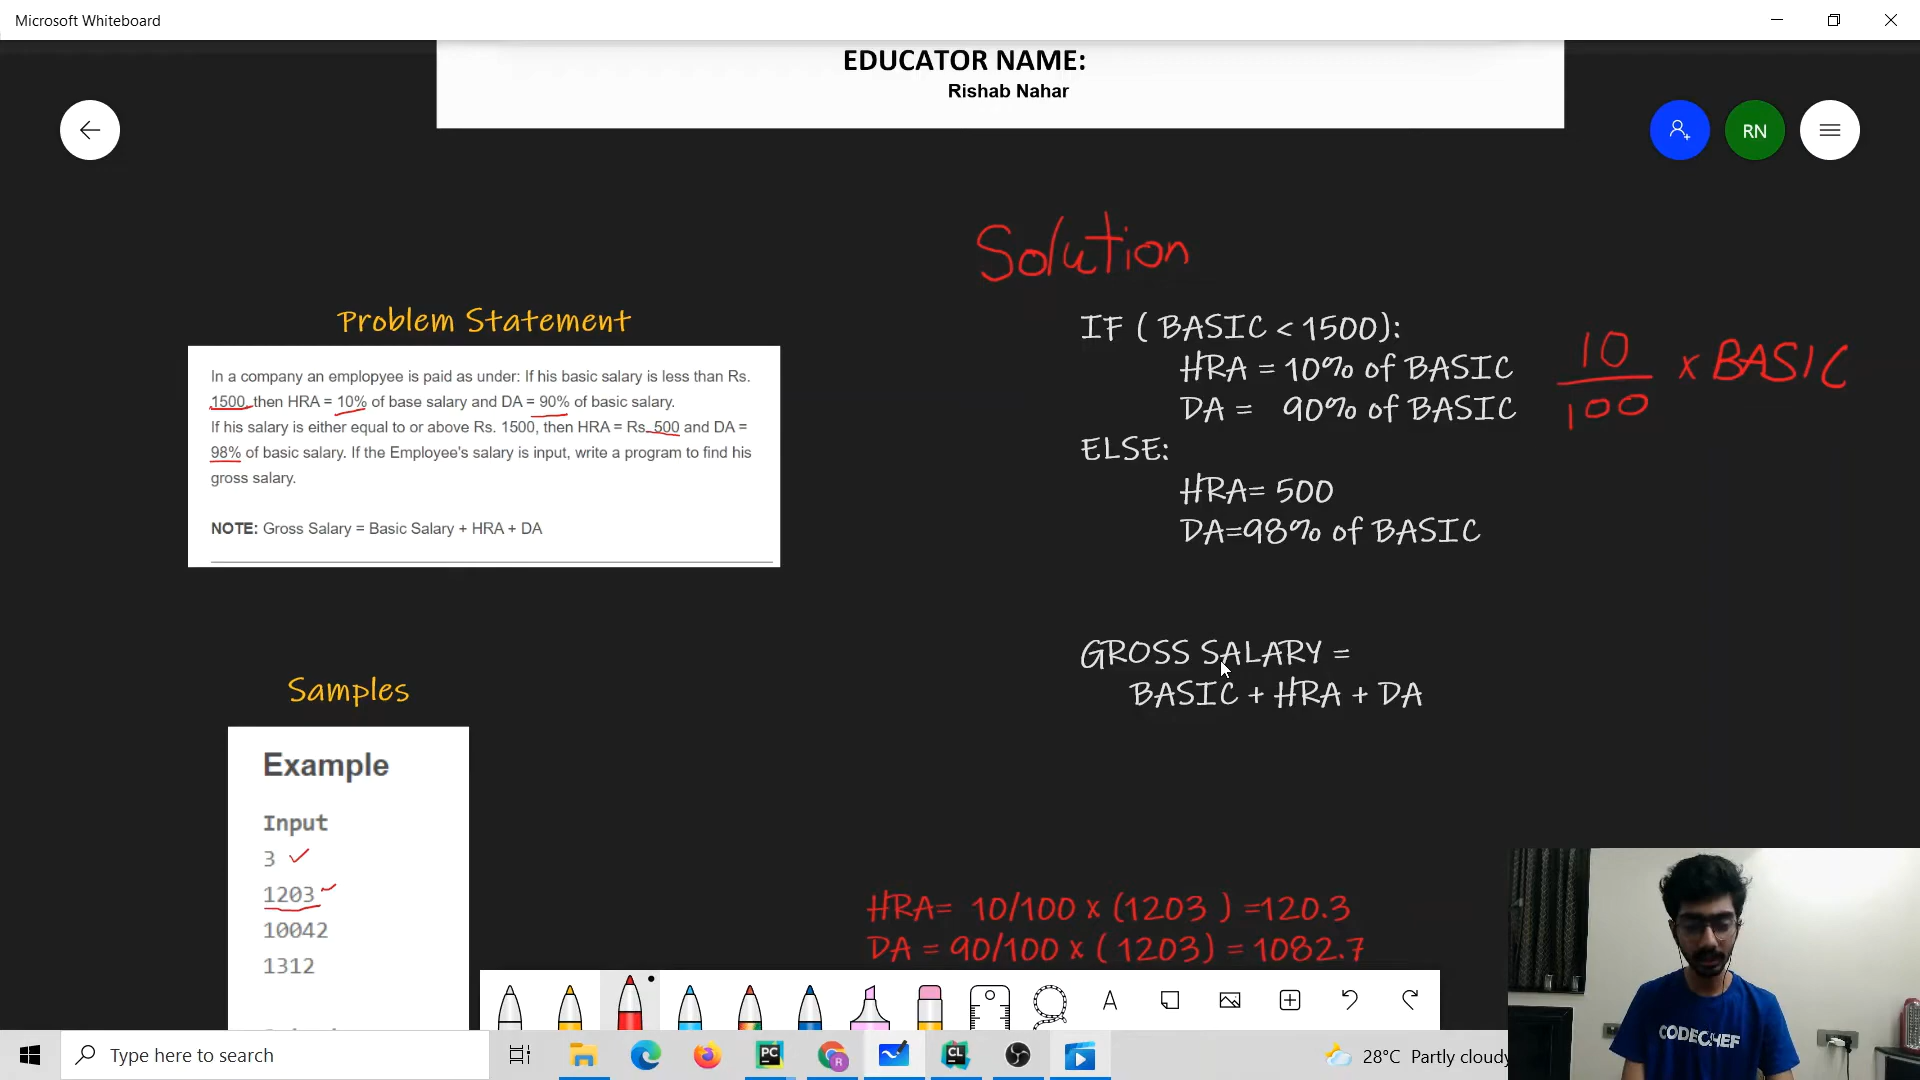 Microsoft Whiteboard
EDUCATOR NAME:
Rishab Nahar
RN
Solution
Problem Statement
In a company an emplopyee is paid as under: If his basic salary is less than Rs.
1500, then HRA = 10% of base salary and DA = 90% of basic salary.
If his salary is either equal to or above Rs. 1500, then HRA = Rs. 500 and DA =
98% of basic salary. If the Employee's salary is input, write a program to find his
gross salary.
NOTE: Gross Salary = Basic Salary + HRA + DA
IF ( BASIC < 1500):
HRA = 10% of BASIC
DA = 90% of BASIC
ELSE:
HRA= 500
DA=98% of BASIC
10
100
x BASIC
GROSS SALARY =
BASIC + HRA + DA
Samples
Example
Input
3
1203
10042
1312
HRA= 10/100 x (1203 ) =120.3
DA = 90/100 x ( 1203) = 1082.7
CODECHEF
Type here to search
PC
R
CL
28°C Partly cloudy